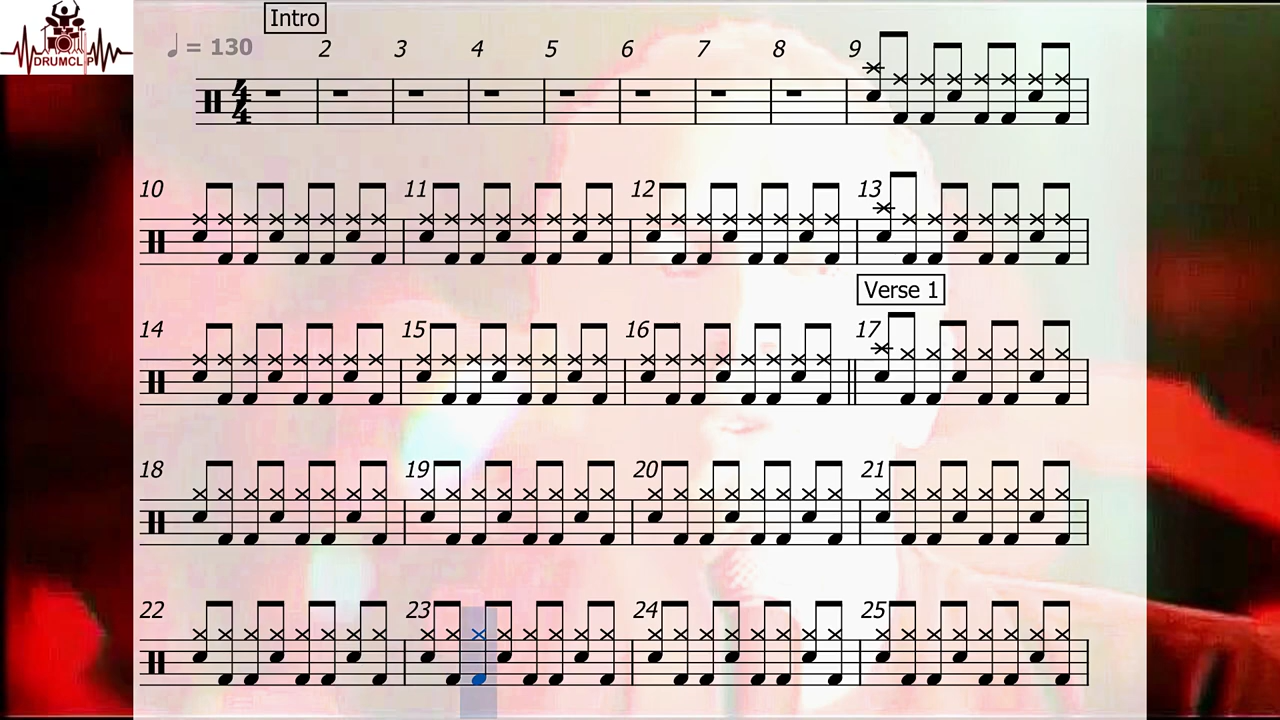 DRUMCLIP
Intro
♩ = 130
2 3 4 5 6 7 8 9
4
4
10 11 12 13
Verse 1
14 15 16 17
18 19 20 21
22 23 24 25